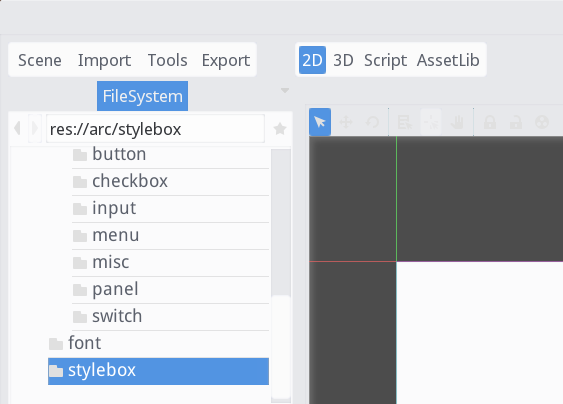 Scene Import Tools Export 2D 3D Script AssetLib
FileSystem
res://arc/stylebox
button
checkbox
input
menu
misc
panel
switch
font
stylebox